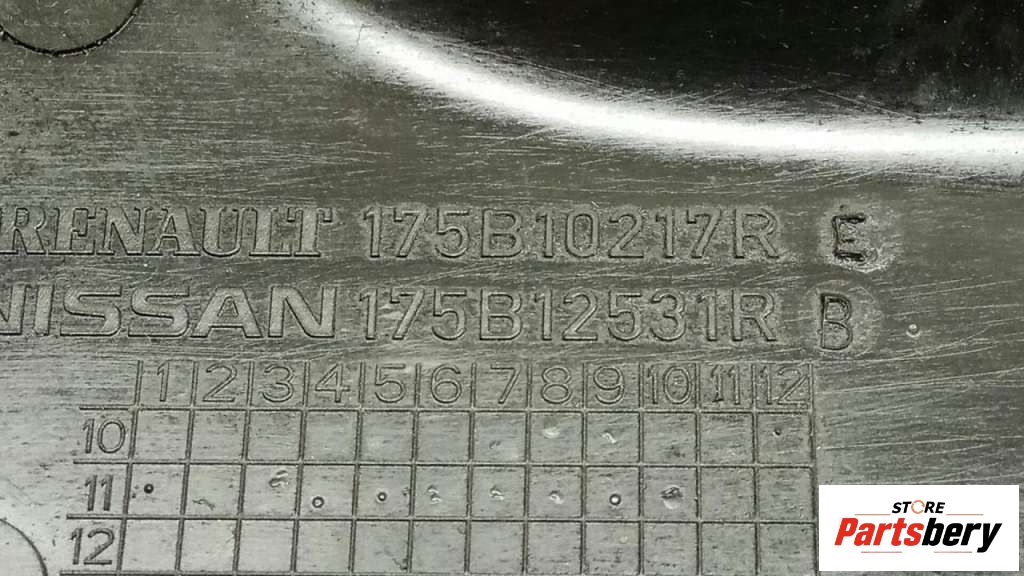 RENAULT 175B10217R E
NISSAN 175B12531R B
1 2 3 4 5 6 7 8 9 10 11 12
10
11
12
STORE
Partsbery